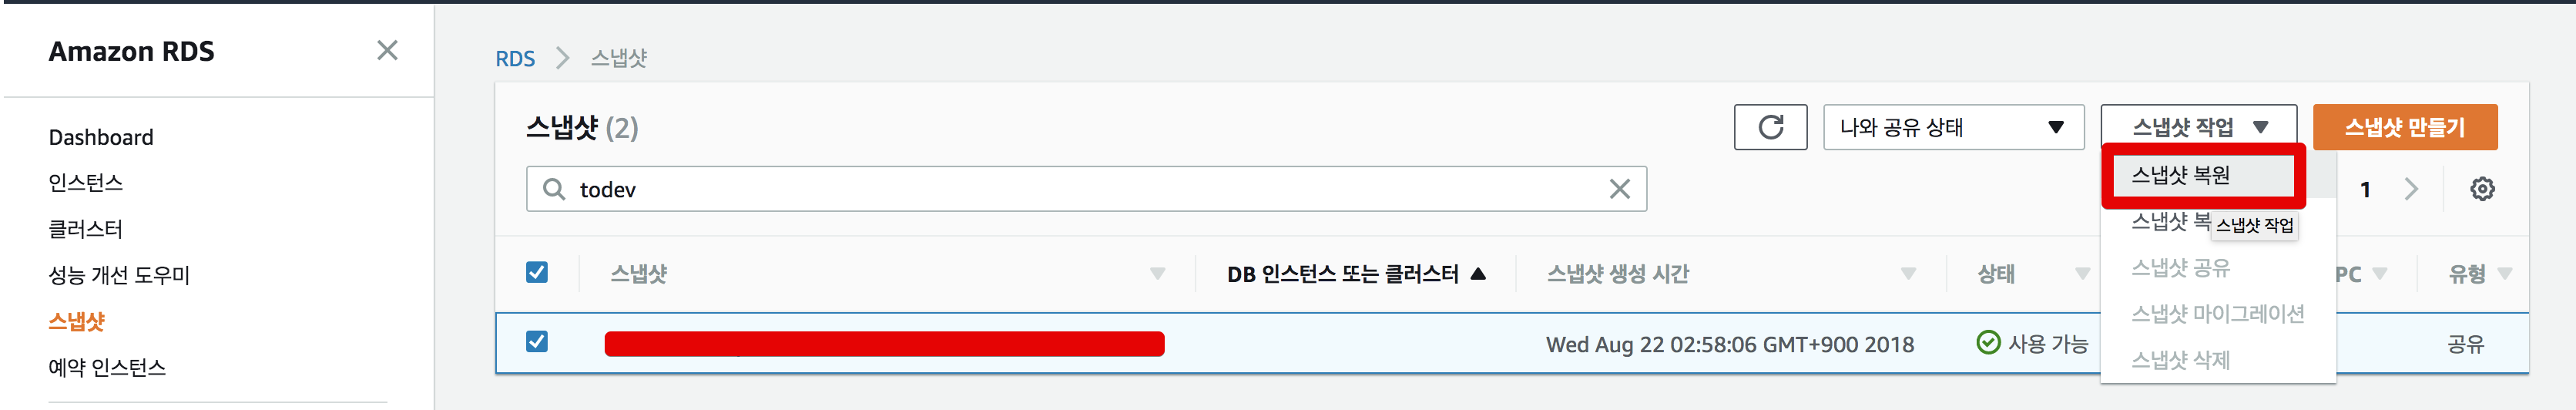 Amazon RDS
Dashboard
인스턴스
클러스터
성능 개선 도우미
스냅샷
예약 인스턴스
RDS
스냅샷
스냅샷 (2)
나와 공유 상태
스냅샷 작업
스냅샷 만들기
todev
1
스냅샷 복원
스냅샷 복
스냅샷 작업
스냅샷 공유
스냅샷 마이그레이션
스냅샷 삭제
스냅샷
DB 인스턴스 또는 클러스터
스냅샷 생성 시간
상태
PC
유형
Wed Aug 22 02:58:06 GMT+900 2018
사용 가능
공유